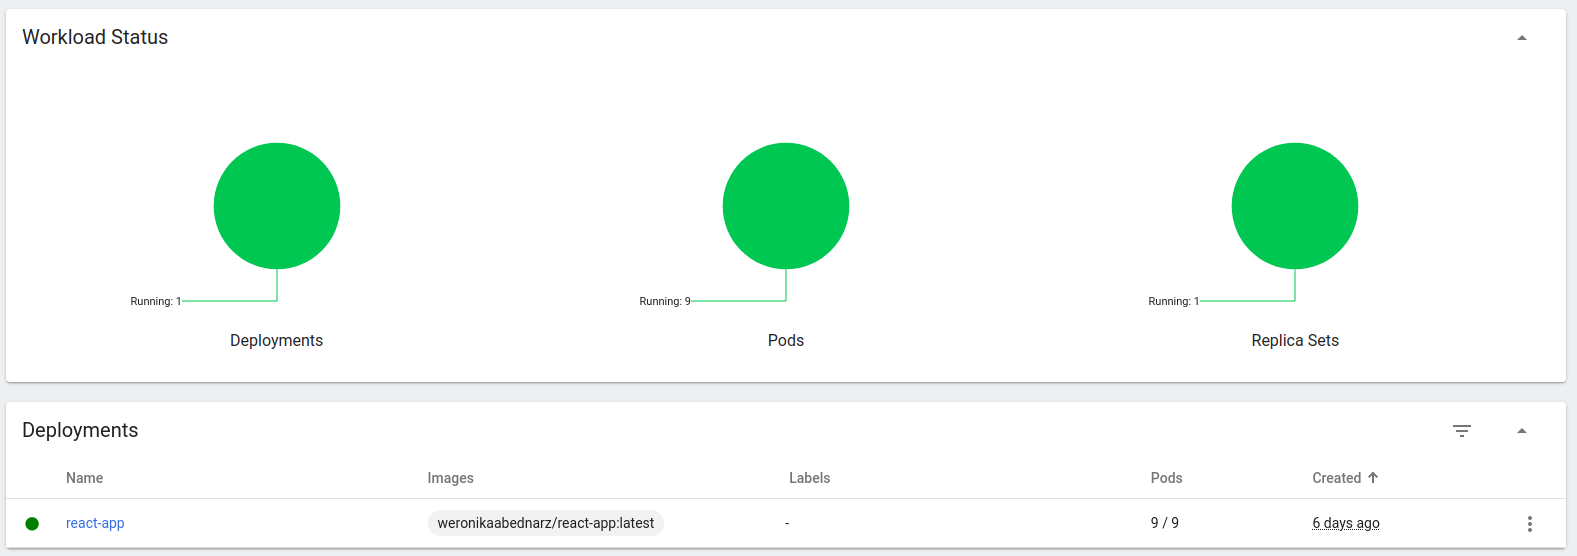 Workload Status
Running: 1
Running: 9
Running: 1
Deployments
Pods
Replica Sets
Deployments
Name Images Labels Pods Created
react-app weronikaabednarz/react-app:latest - 9 / 9 6 days ago